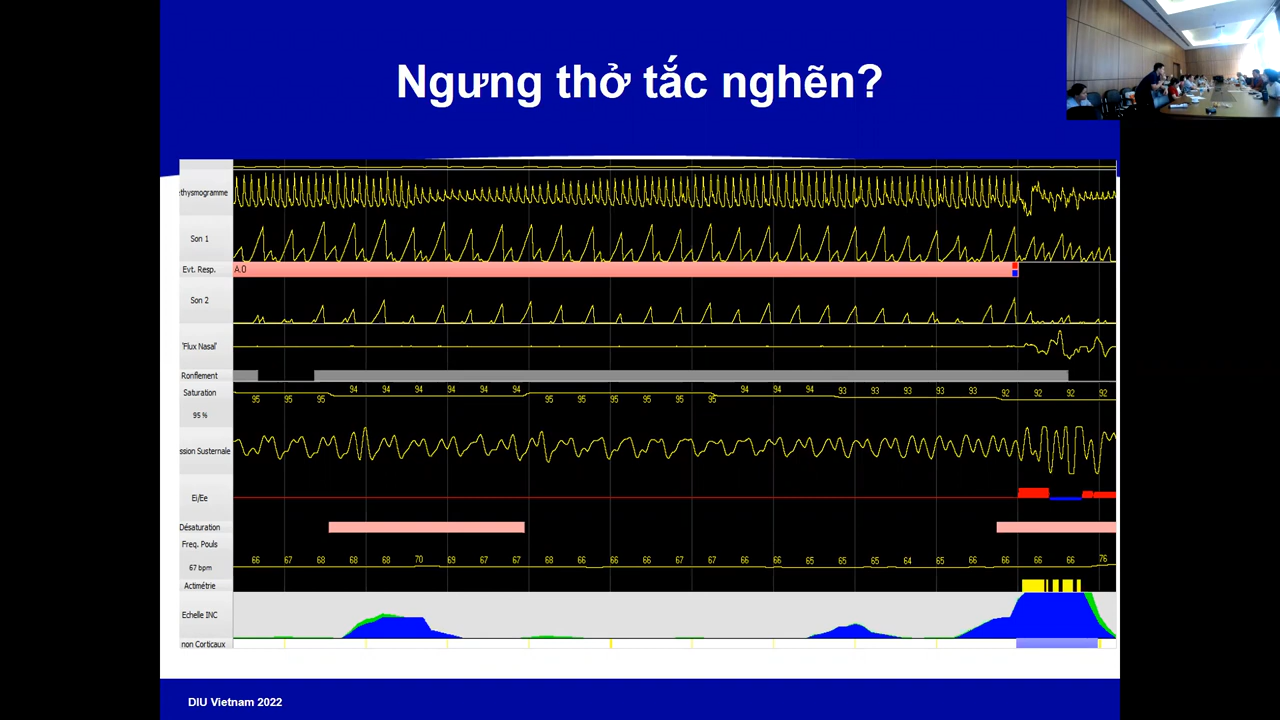 Ngưng thở tắc nghẽn?
thysmogramme
Son 1
Evt. Resp.
A.0
Son 2
'Flux Nasal'
Ronflement
Saturation
94 94 94 94 94 94 94 94 94 93 93 93 93 93 92 92 92 92 92
95 95 95 95 95 95 95 95 95
95 %
ssion Susternale
Ei/Ee
Désaturation
Freq. Pouls
66 67 68 68 68 70 69 67 67 68 66 66 66 67 67 66 66 65 65 65 64 65 66 66 66 76
67 bpm
Actimétrie
Echelle INC
non Corticaux
DIU Vietnam 2022